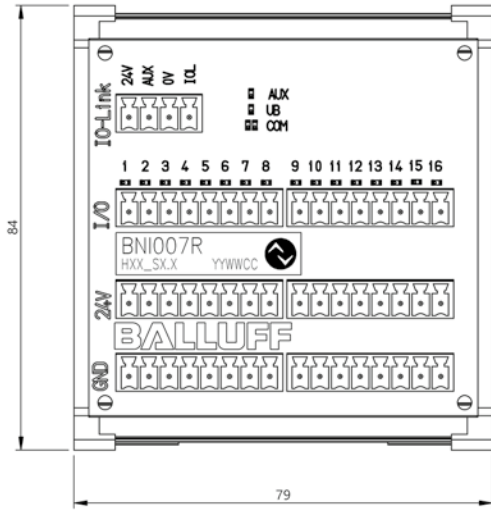 24V AUX 0V IOL
IO-Link
AUX
UB
COM
1 2 3 4 5 6 7 8 9 10 11 12 13 14 15 16
I/O
BNI007R
HXX_SX.X YYWWCC
24V
BALLUFF
GND
84
79